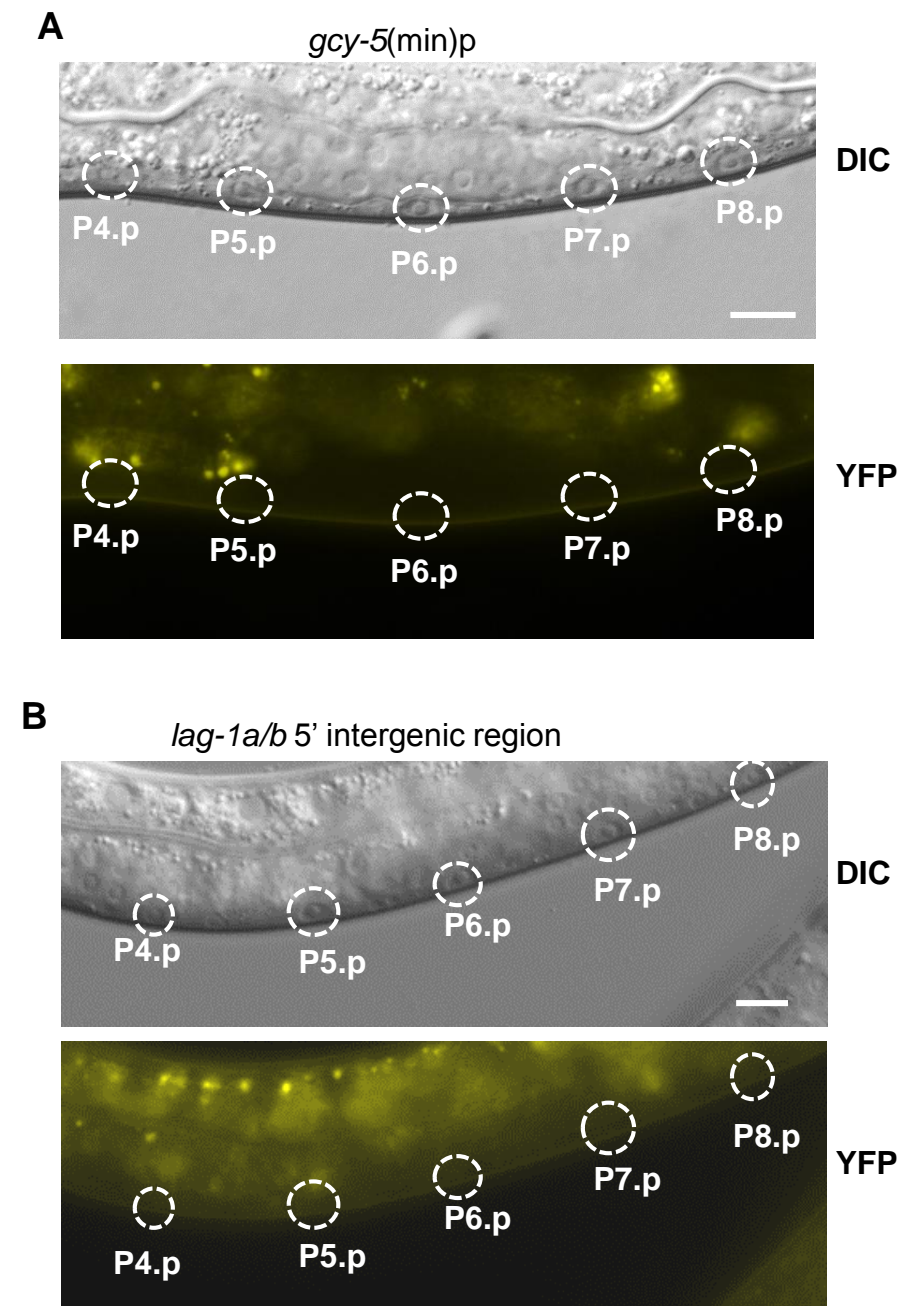 A
gcy-5(min)p
DIC
P4.p
P5.p
P6.p
P7.p
P8.p
YFP
P4.p
P5.p
P6.p
P7.p
P8.p
B
lag-1a/b 5’ intergenic region
DIC
P4.p
P5.p
P6.p
P7.p
P8.p
YFP
P4.p
P5.p
P6.p
P7.p
P8.p